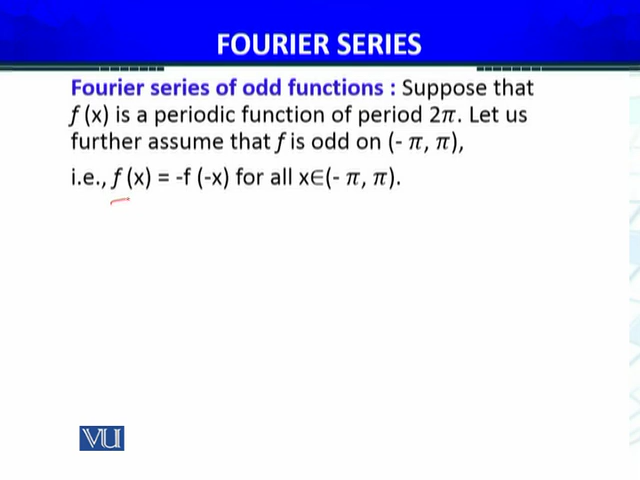 FOURIER SERIES
Fourier series of odd functions : Suppose that
f (x) is a periodic function of period 2π. Let us
further assume that f is odd on (- π, π),
i.e., f (x) = -f (-x) for all x∈(- π, π).
VU